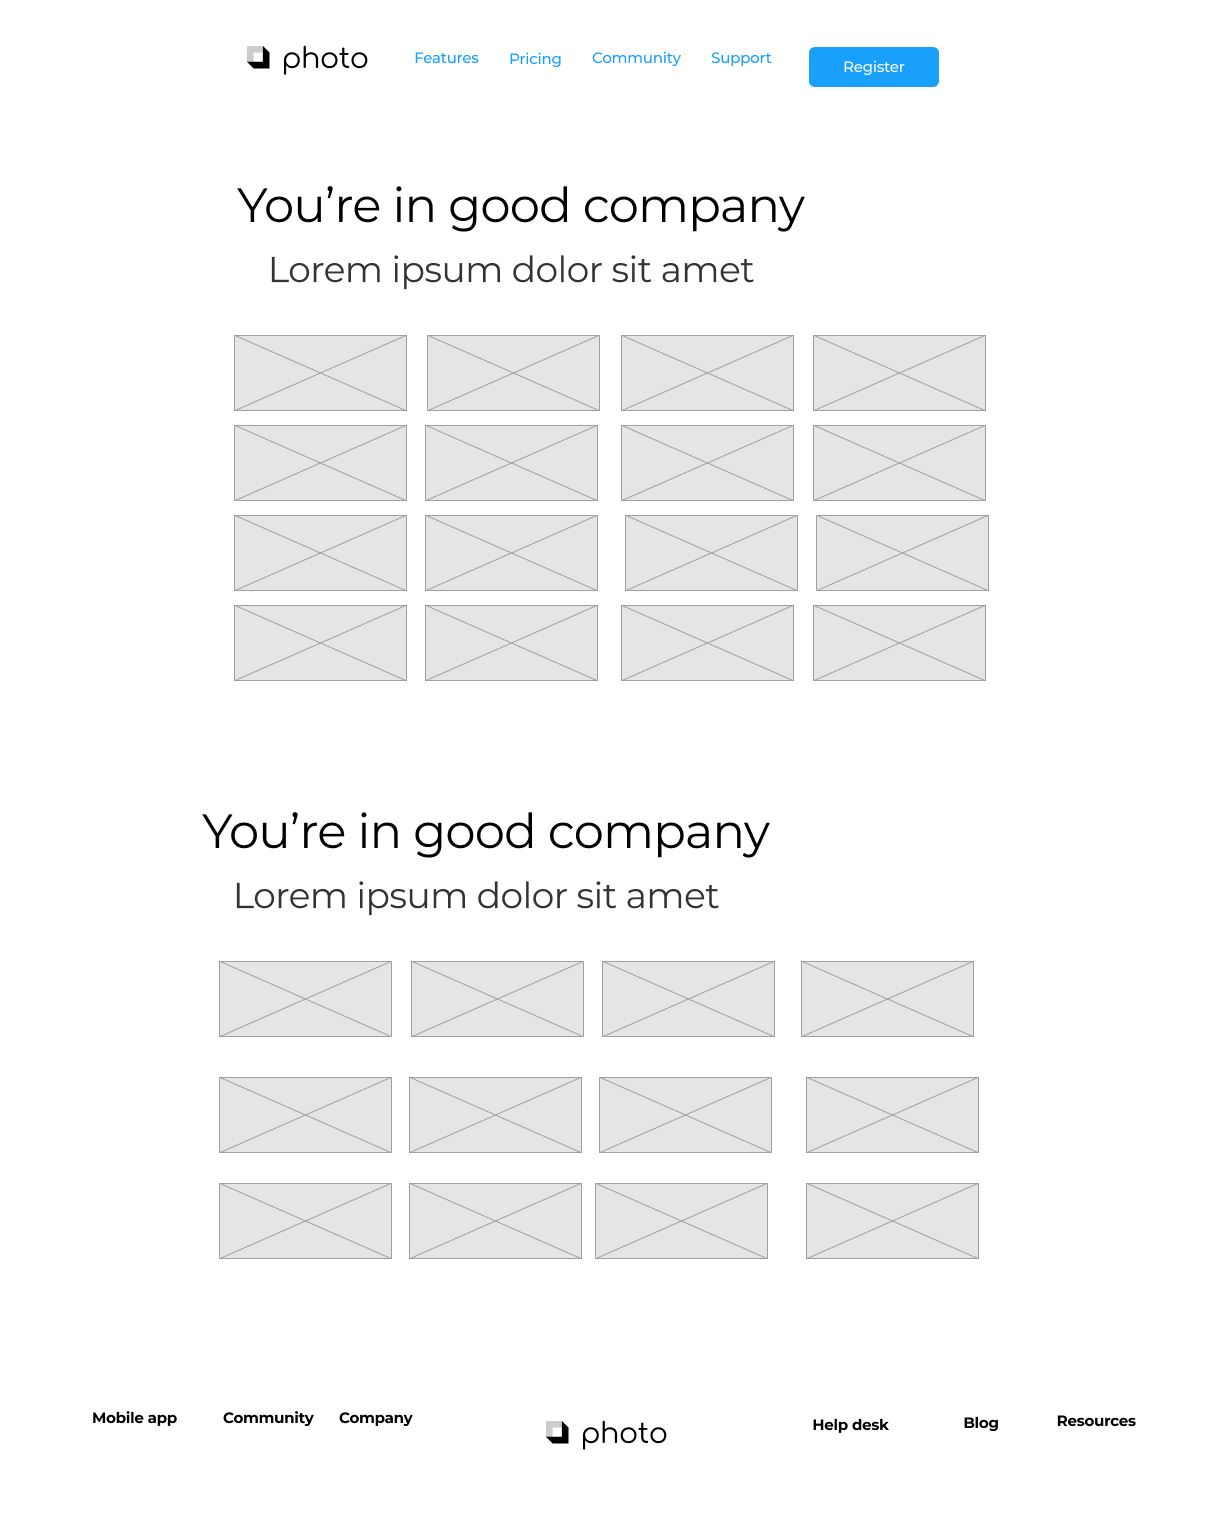 photo Features Pricing Community Support Register
You’re in good company
Lorem ipsum dolor sit amet
You’re in good company
Lorem ipsum dolor sit amet
Mobile app Community Company photo Help desk Blog Resources